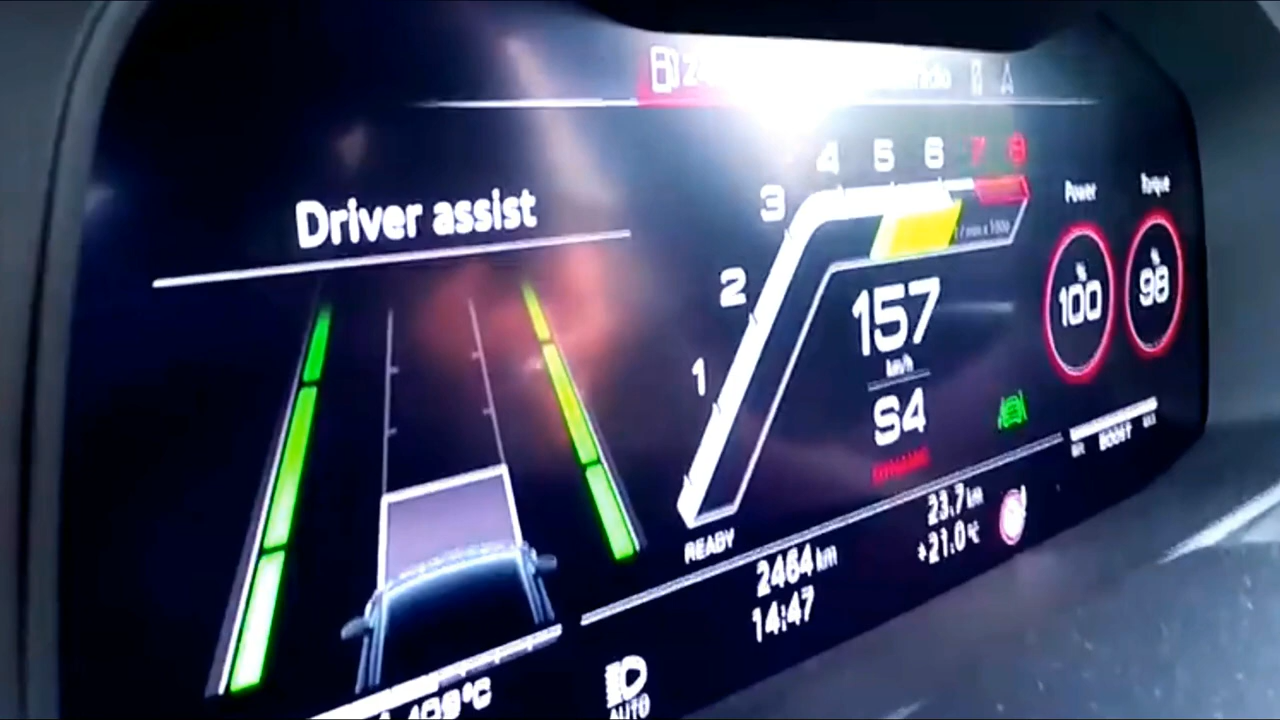 Driver assist
4 5 6 7 8
3
2
1
157
km/h
S4
READY
Power
%
100
Torque
%
98
BOOST
2464 km
14:47
23.7 km
+21.0 °C
AUTO